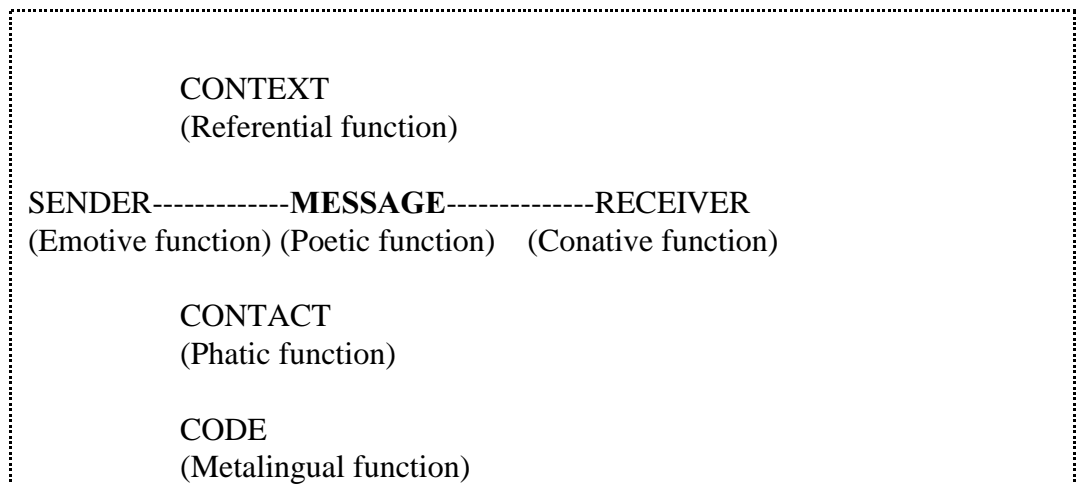 CONTEXT
(Referential function)
SENDER-------------MESSAGE--------------RECEIVER
(Emotive function) (Poetic function) (Conative function)
CONTACT
(Phatic function)
CODE
(Metalingual function)